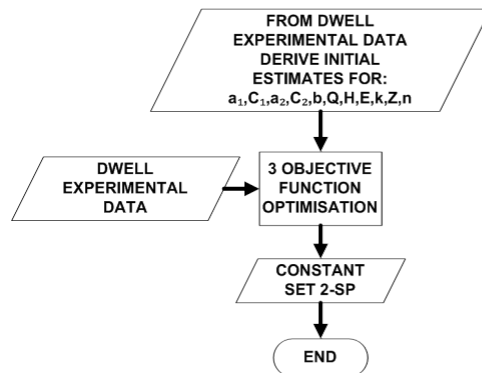 FROM DWELL
EXPERIMENTAL DATA
DERIVE INITIAL
ESTIMATES FOR:
a₁,C₁,a₂,C₂,b,Q,H,E,k,Z,n
DWELL
EXPERIMENTAL
DATA
3 OBJECTIVE
FUNCTION
OPTIMISATION
CONSTANT
SET 2-SP
END